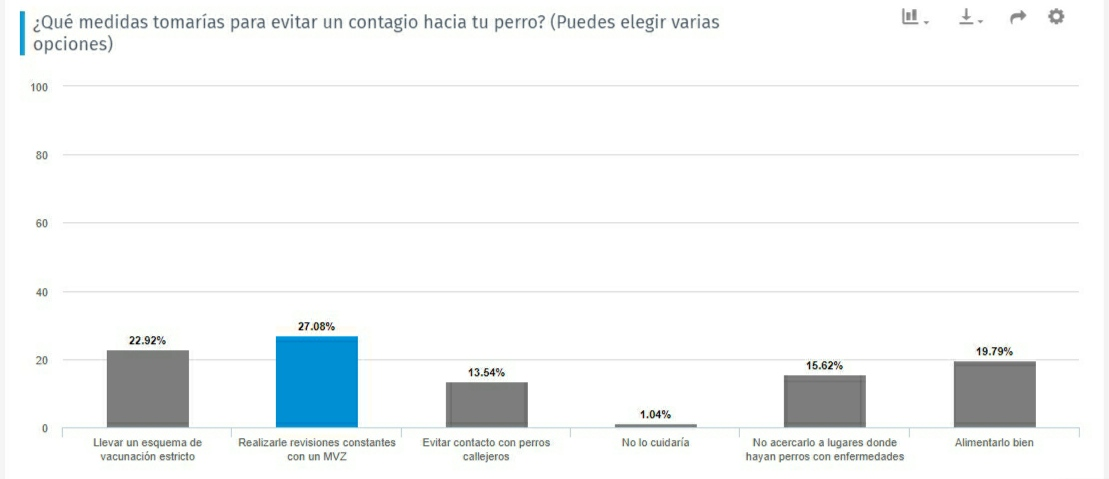 ¿Qué medidas tomarías para evitar un contagio hacia tu perro? (Puedes elegir varias
opciones)
100
80
60
40
20
0
22.92%
27.08%
13.54%
1.04%
15.62%
19.79%
Llevar un esquema de
vacunación estricto
Realizarle revisiones constantes
con un MVZ
Evitar contacto con perros
callejeros
No lo cuidaría
No acercarlo a lugares donde
hayan perros con enfermedades
Alimentarlo bien